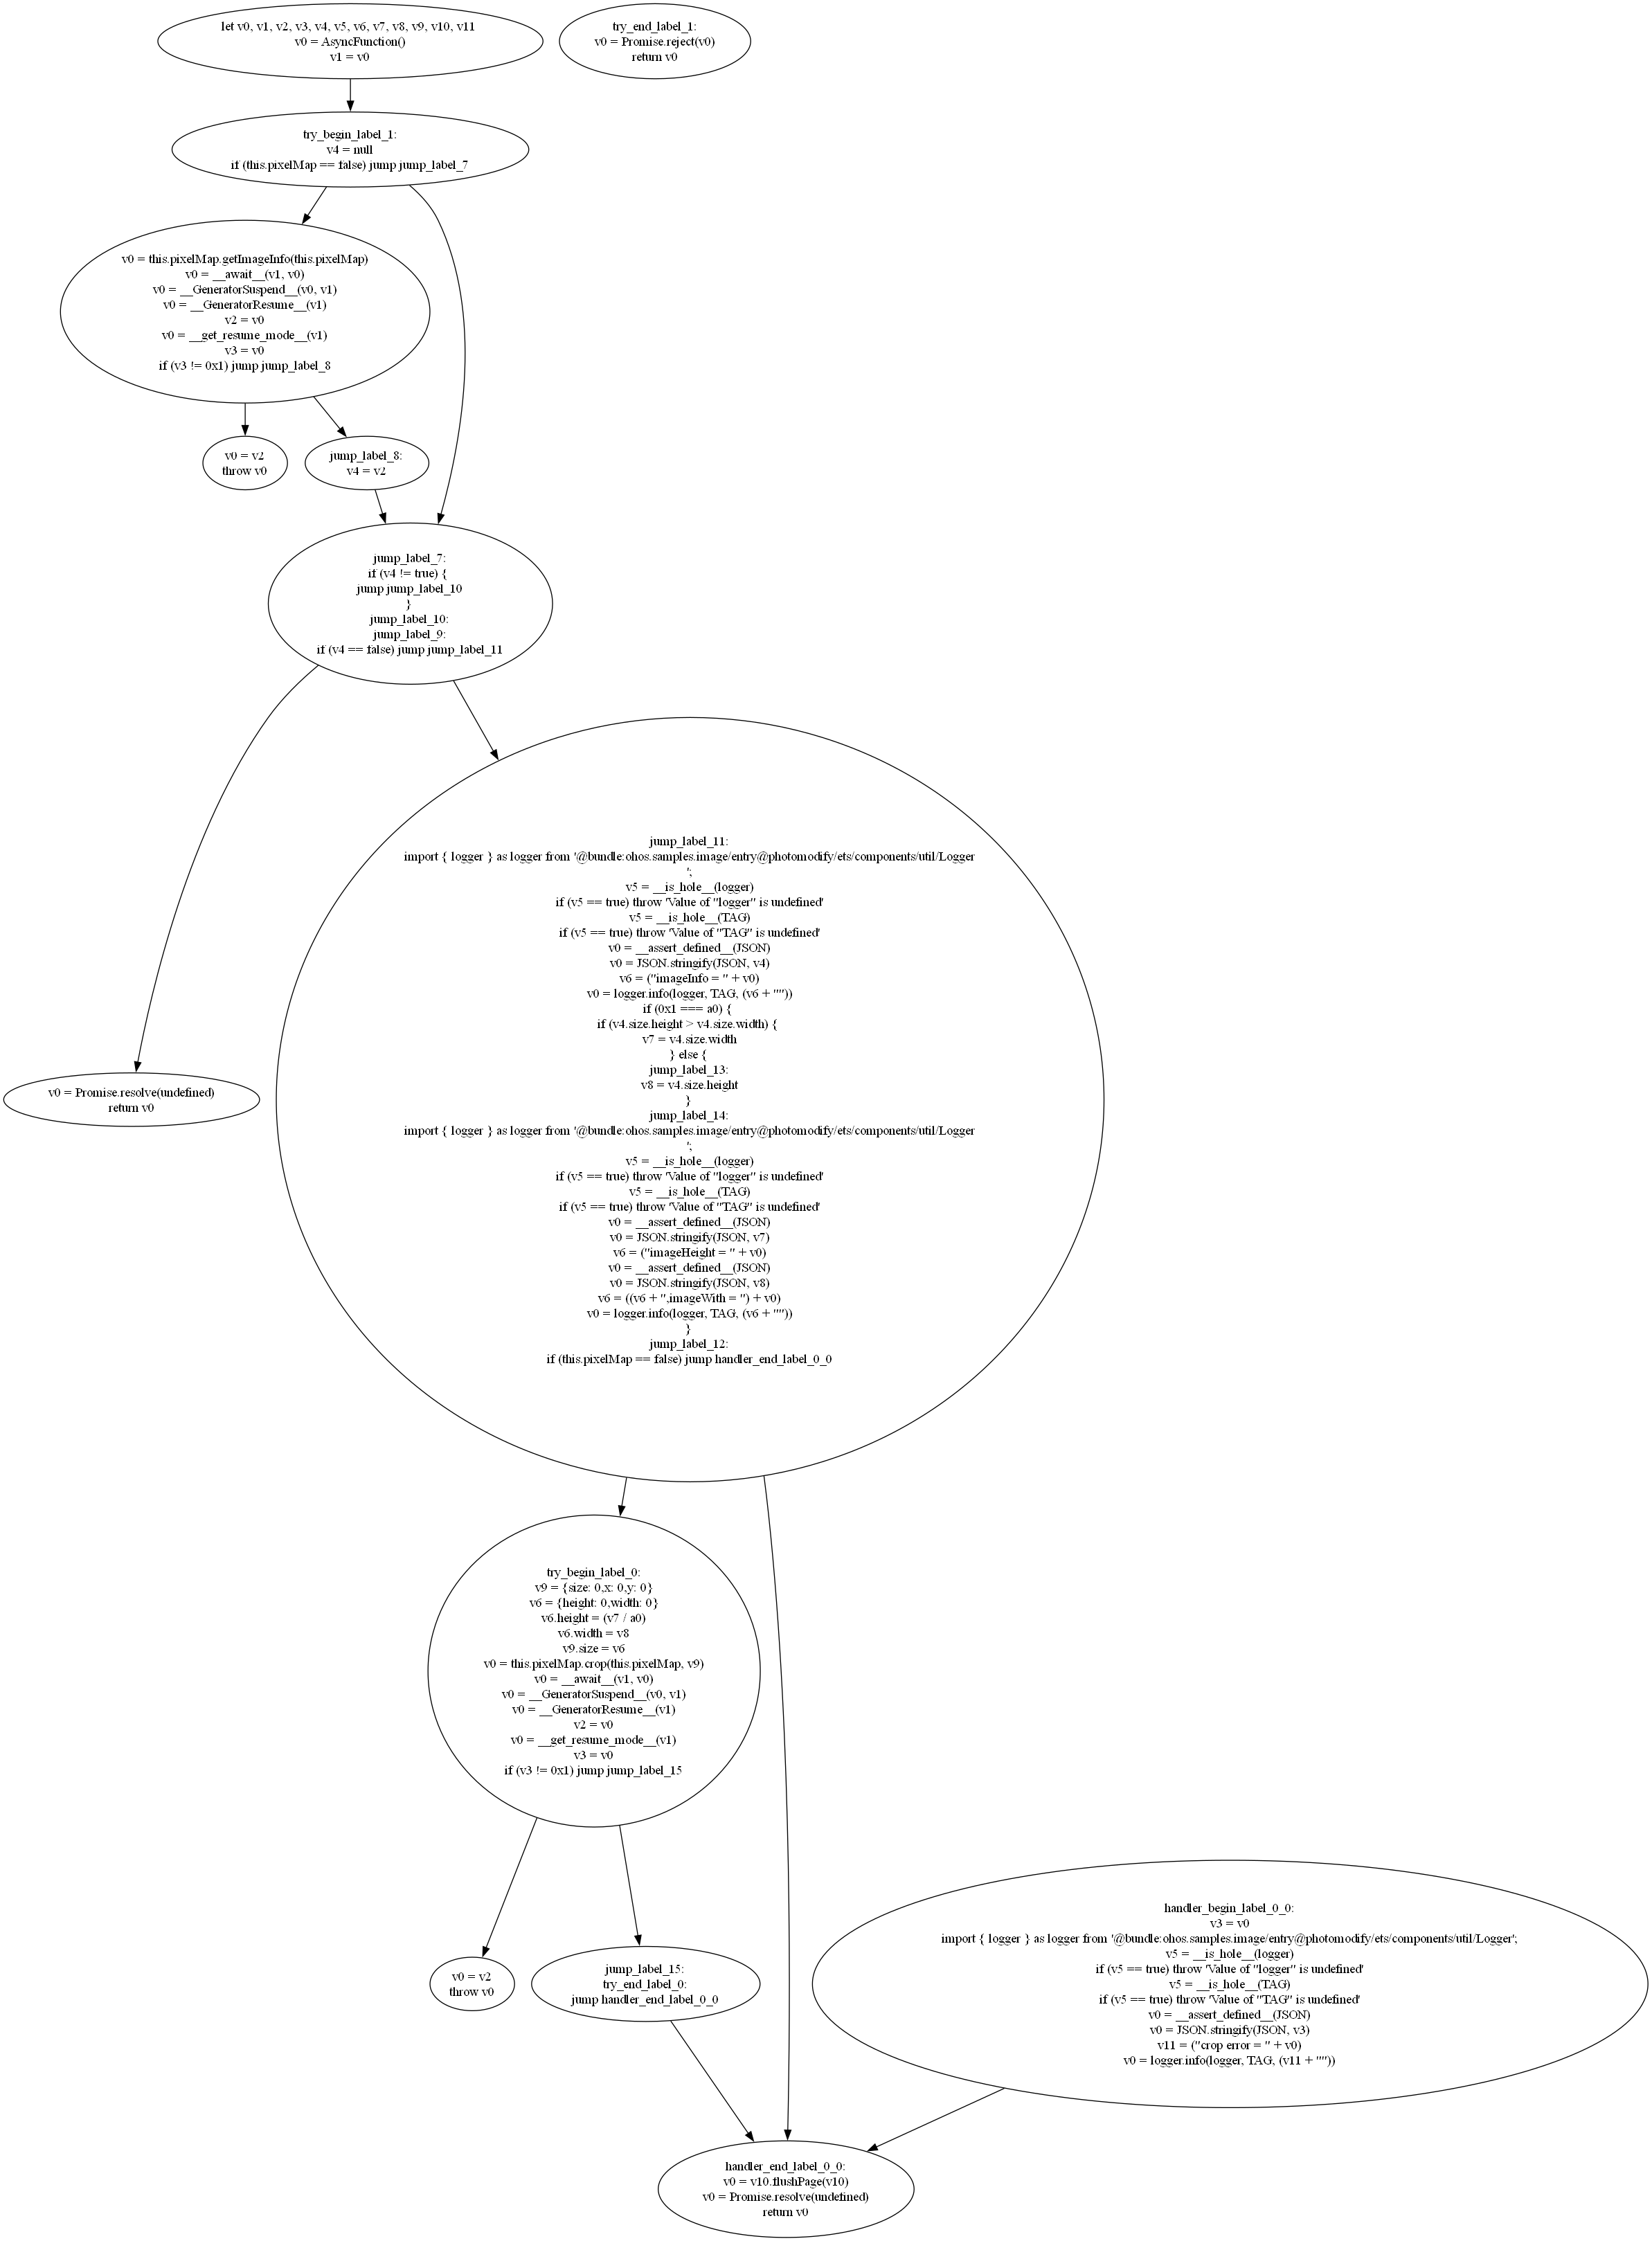 let v0, v1, v2, v3, v4, v5, v6, v7, v8, v9, v10, v11
v0 = AsyncFunction()
v1 = v0
try_end_label_1:
v0 = Promise.reject(v0)
return v0
try_begin_label_1:
v4 = null
if (this.pixelMap == false) jump jump_label_7
v0 = this.pixelMap.getImageInfo(this.pixelMap)
v0 = __await__(v1, v0)
v0 = __GeneratorSuspend__(v0, v1)
v0 = __GeneratorResume__(v1)
v2 = v0
v0 = __get_resume_mode__(v1)
v3 = v0
if (v3 != 0x1) jump jump_label_8
v0 = v2
throw v0
jump_label_8:
v4 = v2
jump_label_7:
if (v4 != true) {
jump jump_label_10
}
jump_label_10:
jump_label_9:
if (v4 == false) jump jump_label_11
v0 = Promise.resolve(undefined)
return v0
jump_label_11:
import { logger } as logger from '@bundle:ohos.samples.image/entry@photomodify/ets/components/util/Logger
';
v5 = __is_hole__(logger)
if (v5 == true) throw 'Value of "logger" is undefined'
v5 = __is_hole__(TAG)
if (v5 == true) throw 'Value of "TAG" is undefined'
v0 = __assert_defined__(JSON)
v0 = JSON.stringify(JSON, v4)
v6 = ("imageInfo = " + v0)
v0 = logger.info(logger, TAG, (v6 + ""))
if (0x1 === a0) {
if (v4.size.height > v4.size.width) {
v7 = v4.size.width
} else {
jump_label_13:
v8 = v4.size.height
}
jump_label_14:
import { logger } as logger from '@bundle:ohos.samples.image/entry@photomodify/ets/components/util/Logger
';
v5 = __is_hole__(logger)
if (v5 == true) throw 'Value of "logger" is undefined'
v5 = __is_hole__(TAG)
if (v5 == true) throw 'Value of "TAG" is undefined'
v0 = __assert_defined__(JSON)
v0 = JSON.stringify(JSON, v7)
v6 = ("imageHeight = " + v0)
v0 = __assert_defined__(JSON)
v0 = JSON.stringify(JSON, v8)
v6 = ((v6 + ",imageWith = ") + v0)
v0 = logger.info(logger, TAG, (v6 + ""))
}
jump_label_12:
if (this.pixelMap == false) jump handler_end_label_0_0
try_begin_label_0:
v9 = {size: 0,x: 0,y: 0}
v6 = {height: 0,width: 0}
v6.height = (v7 / a0)
v6.width = v8
v9.size = v6
v0 = this.pixelMap.crop(this.pixelMap, v9)
v0 = __await__(v1, v0)
v0 = __GeneratorSuspend__(v0, v1)
v0 = __GeneratorResume__(v1)
v2 = v0
v0 = __get_resume_mode__(v1)
v3 = v0
if (v3 != 0x1) jump jump_label_15
v0 = v2
throw v0
jump_label_15:
try_end_label_0:
jump handler_end_label_0_0
handler_begin_label_0_0:
v3 = v0
import { logger } as logger from '@bundle:ohos.samples.image/entry@photomodify/ets/components/util/Logger';
v5 = __is_hole__(logger)
if (v5 == true) throw 'Value of "logger" is undefined'
v5 = __is_hole__(TAG)
if (v5 == true) throw 'Value of "TAG" is undefined'
v0 = __assert_defined__(JSON)
v0 = JSON.stringify(JSON, v3)
v11 = ("crop error = " + v0)
v0 = logger.info(logger, TAG, (v11 + ""))
handler_end_label_0_0:
v0 = v10.flushPage(v10)
v0 = Promise.resolve(undefined)
return v0